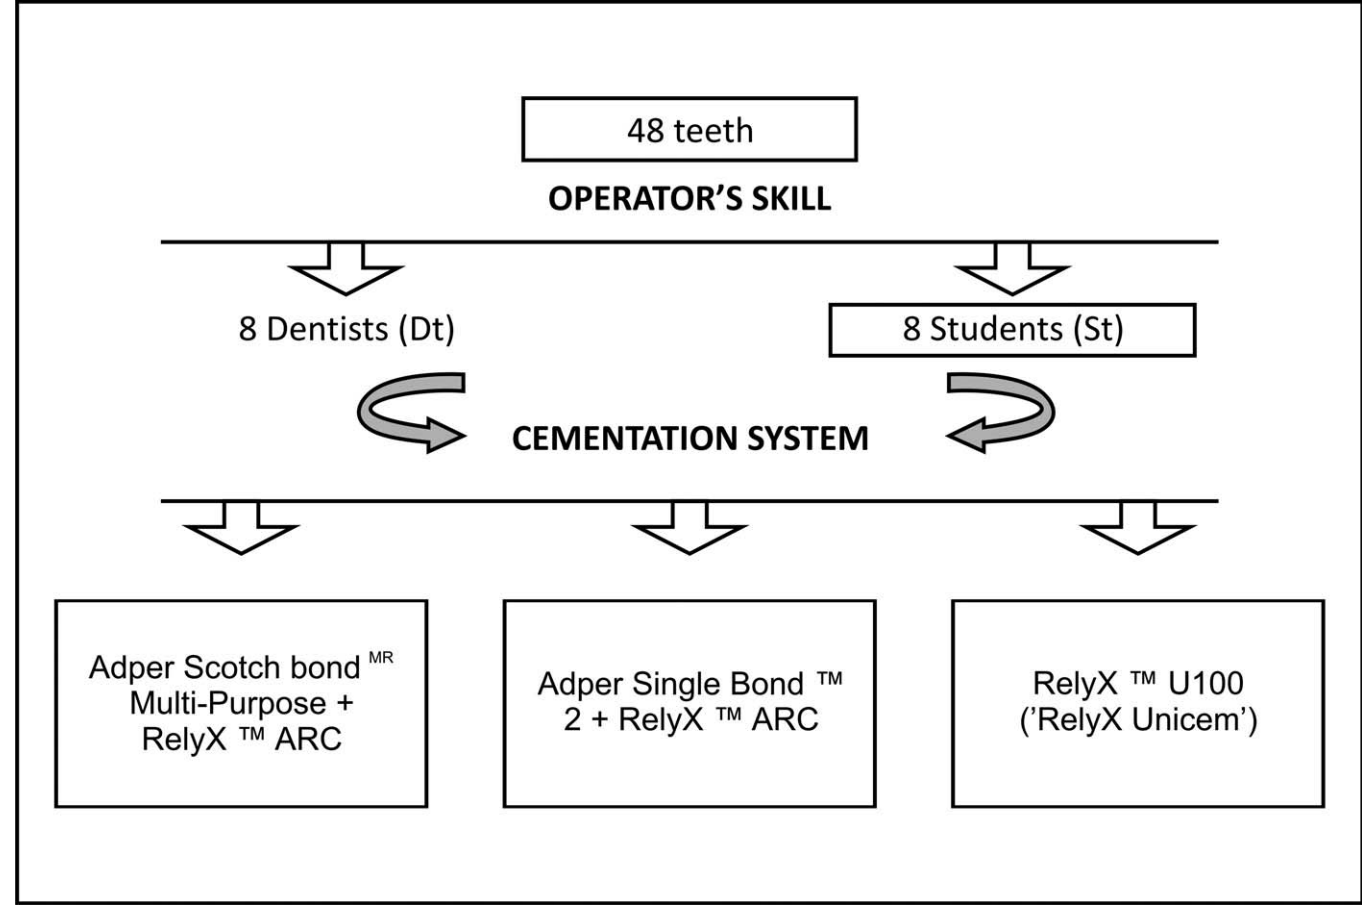 48 teeth
OPERATOR’S SKILL
8 Dentists (Dt)
8 Students (St)
CEMENTATION SYSTEM
Adper Scotch bond MR
Multi-Purpose +
RelyX ™ ARC
Adper Single Bond ™
2 + RelyX ™ ARC
RelyX ™ U100
(’RelyX Unicem’)